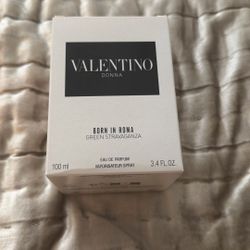 VALENTINO
DONNA
BORN IN ROMA
GREEN STRAVAGANZA
100 ml
3.4 FL.OZ.
EAU DE PARFUM
VAPORISATEUR SPRAY